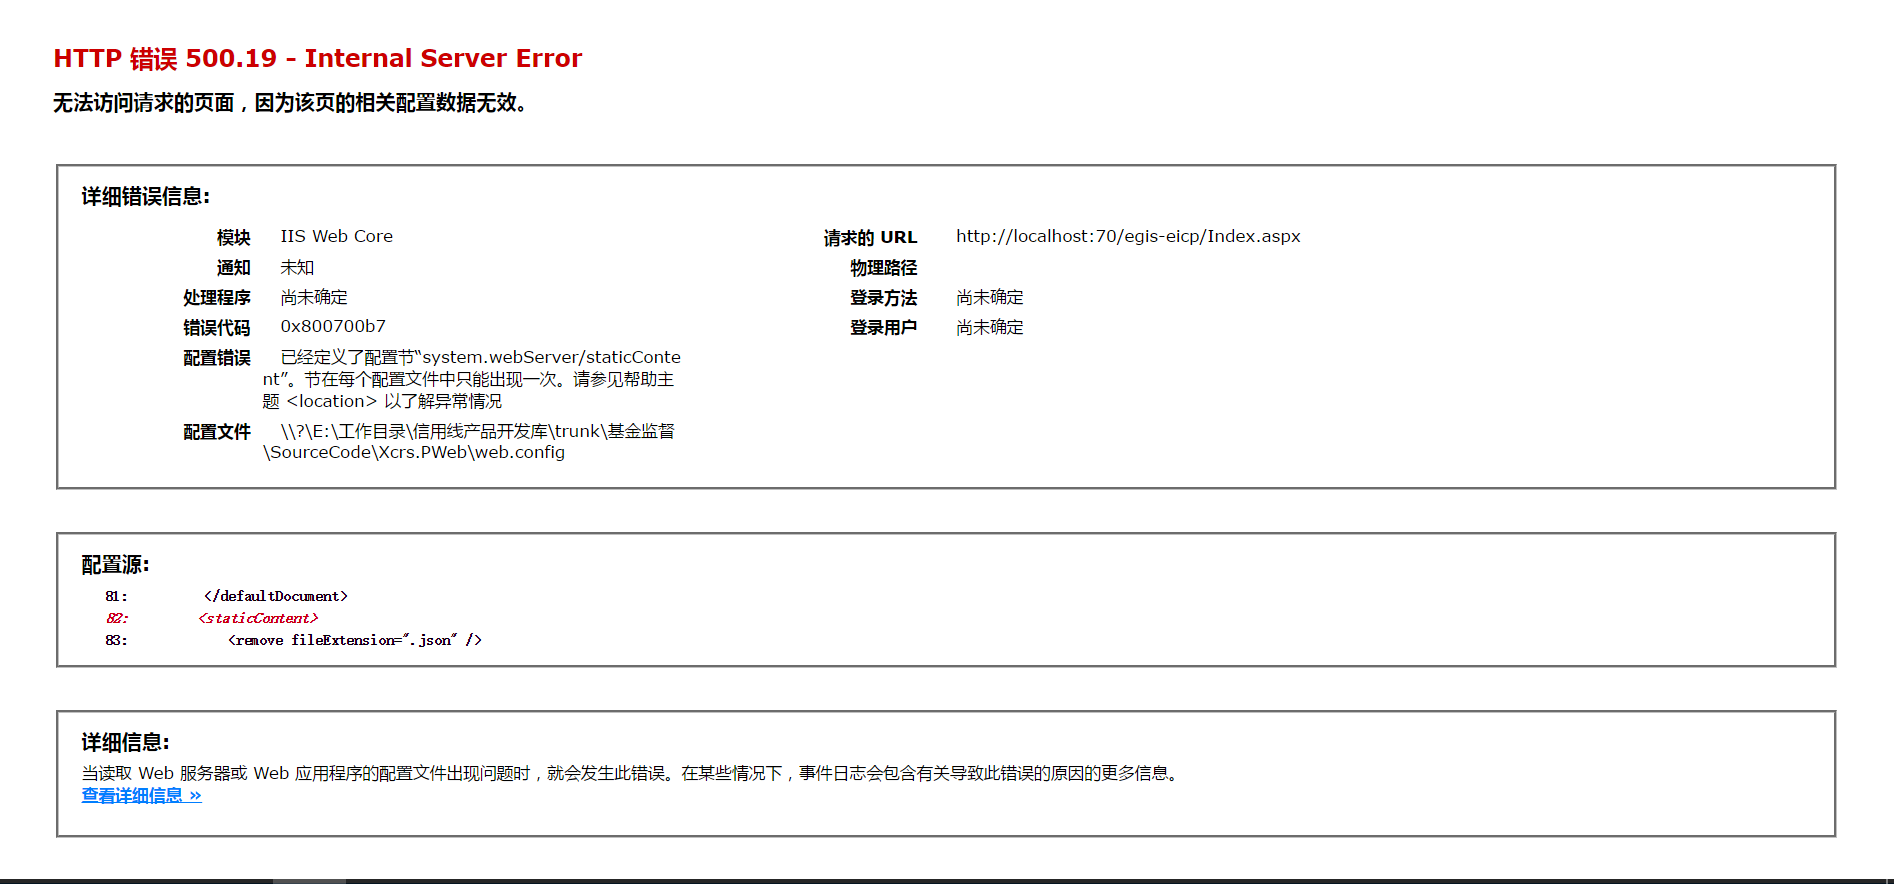 HTTP 错误 500.19 - Internal Server Error
无法访问请求的页面，因为该页的相关配置数据无效。
详细错误信息:
模块 IIS Web Core
通知 未知
处理程序 尚未确定
错误代码 0x800700b7
配置错误 已经定义了配置节“system.webServer/staticConte
nt”。节在每个配置文件中只能出现一次。请参见帮助主
题 <location> 以了解异常情况
配置文件 \\?\E:\工作目录\信用线产品开发库\trunk\基金监督
\SourceCode\Xcrs.PWeb\web.config
请求的 URL http://localhost:70/egis-eicp/Index.aspx
物理路径
登录方法 尚未确定
登录用户 尚未确定
配置源:
81: </defaultDocument>
82: <staticContent>
83: <remove fileExtension=".json" />
详细信息:
当读取 Web 服务器或 Web 应用程序的配置文件出现问题时，就会发生此错误。在某些情况下，事件日志会包含有关导致此错误的原因的更多信息。
查看详细信息 »